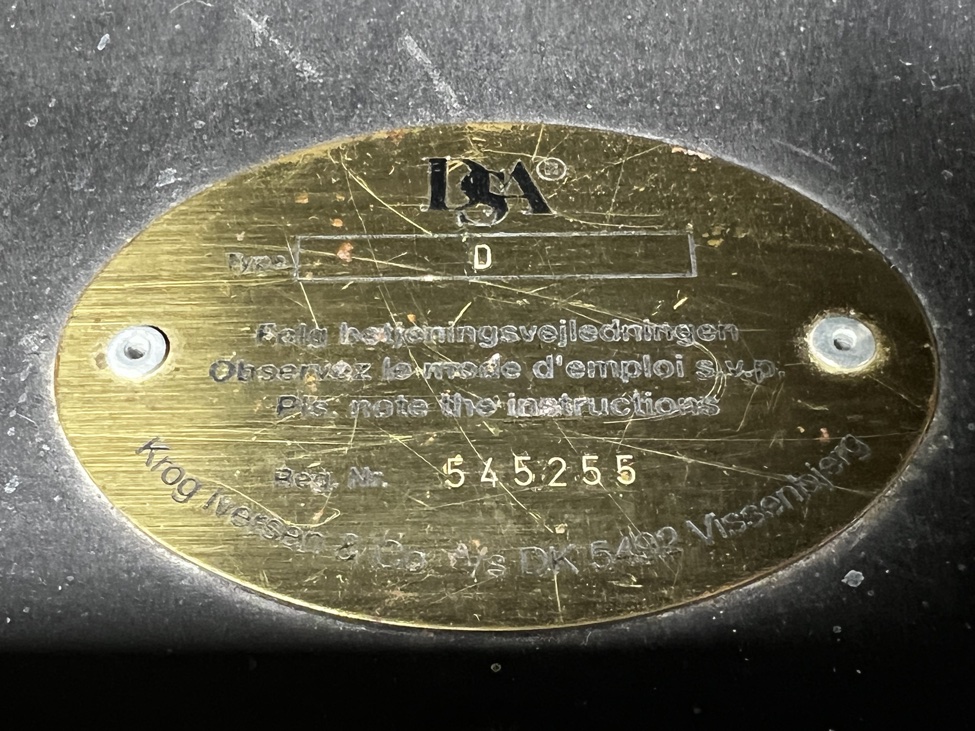 DSA®
Type D
Følg betjeningsvejledningen
Observez le mode d'emploi s.v.p.
Pls. note the instructions
Reg. Nr. 545255
Krog Iversen & Co A/s DK 5492 Vissenbjerg